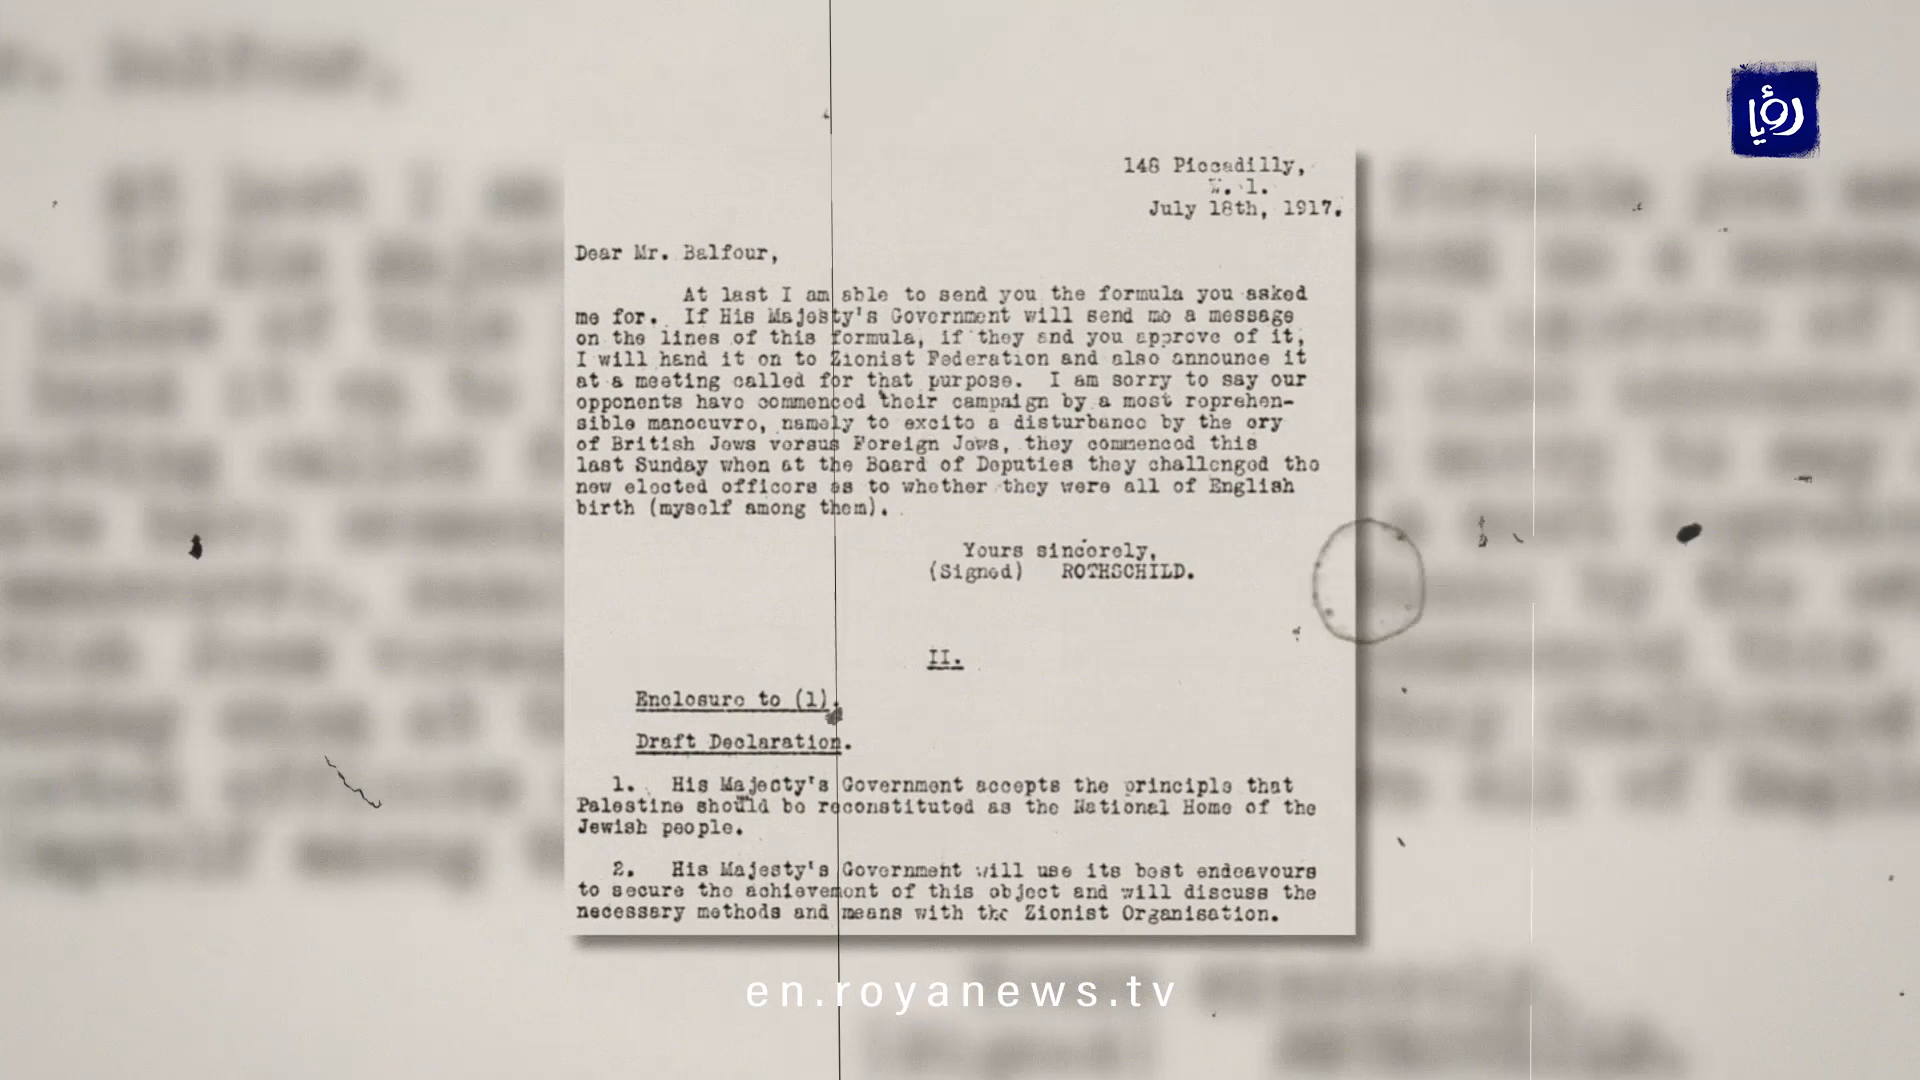 رؤيا
148 Piccadilly,
W. 1.
July 18th, 1917.
Dear Mr. Balfour,
At last I am able to send you the formula you asked
me for. If His Majesty's Government will send me a message
on the lines of this formula, if they and you approve of it,
I will hand it on to Zionist Federation and also announce it
at a meeting called for that purpose. I am sorry to say our
opponents have commenced their campaign by a most reprehen-
sible manoeuvre, namely to excite a disturbance by the cry
of British Jews versus Foreign Jews, they commenced this
last Sunday when at the Board of Deputies they challenged the
new elected officers as to whether they were all of English
birth (myself among them).
Yours sincerely,
(Signed) ROTHSCHILD.
II.
Enclosure to (1).
Draft Declaration.
1. His Majecty's Government accepts the principle that
Palestine should be reconstituted as the National Home of the
Jewish people.
2. His Majesty's Government will use its best endeavours
to secure the achievement of this object and will discuss the
necessary methods and means with the Zionist Organisation.
en.royanews.tv